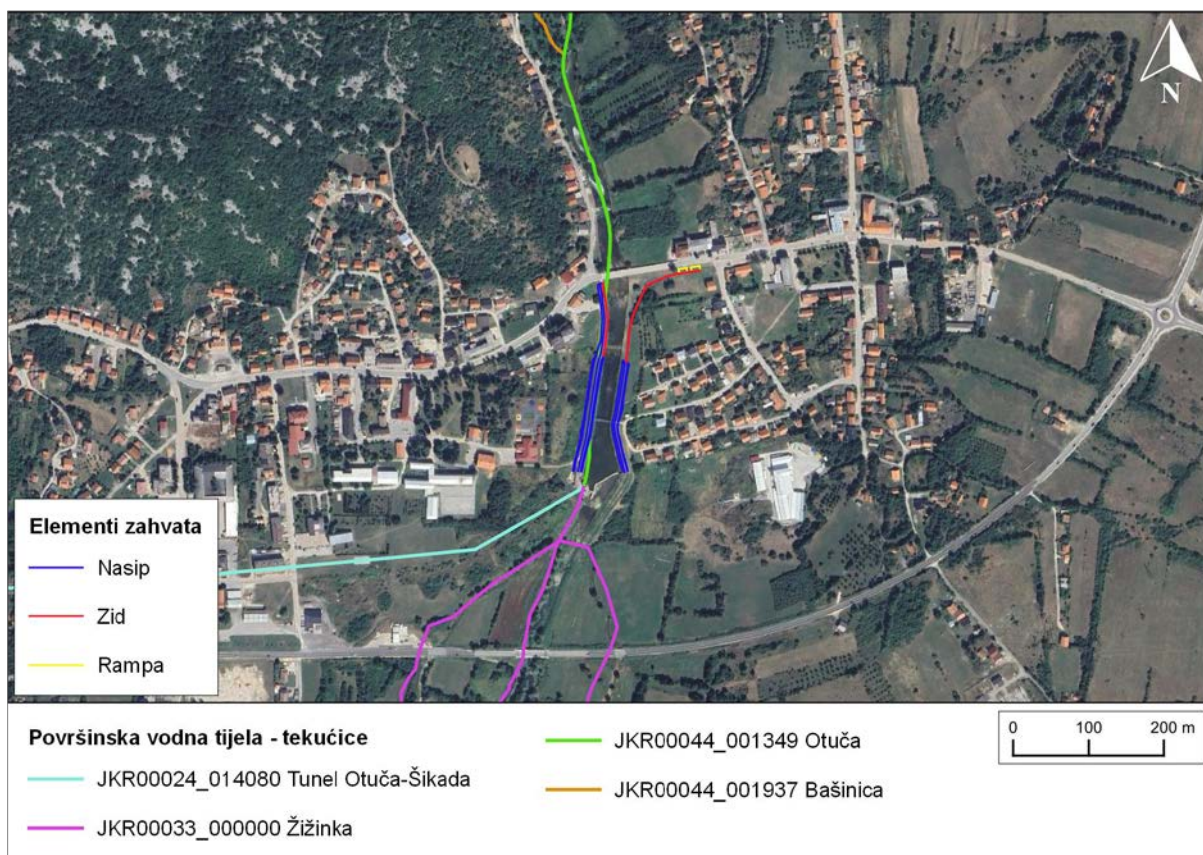 N
Elementi zahvata
Nasip
Zid
Rampa
Površinska vodna tijela - tekućice
JKR00024_014080 Tunel Otuča-Šikada
JKR00033_000000 Žižinka
JKR00044_001349 Otuča
JKR00044_001937 Bašinica
0 100 200 m